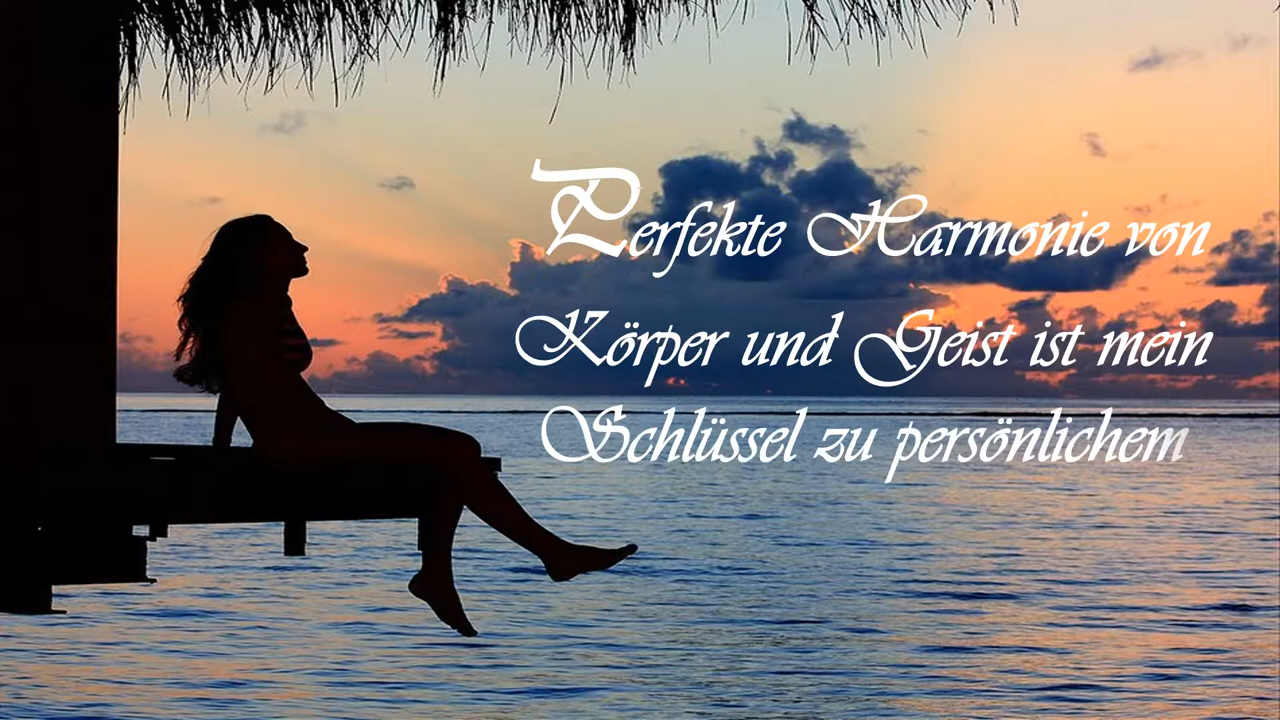 Perfekte Harmonie von
Körper und Geist ist mein
Schlüssel zu persönlichem